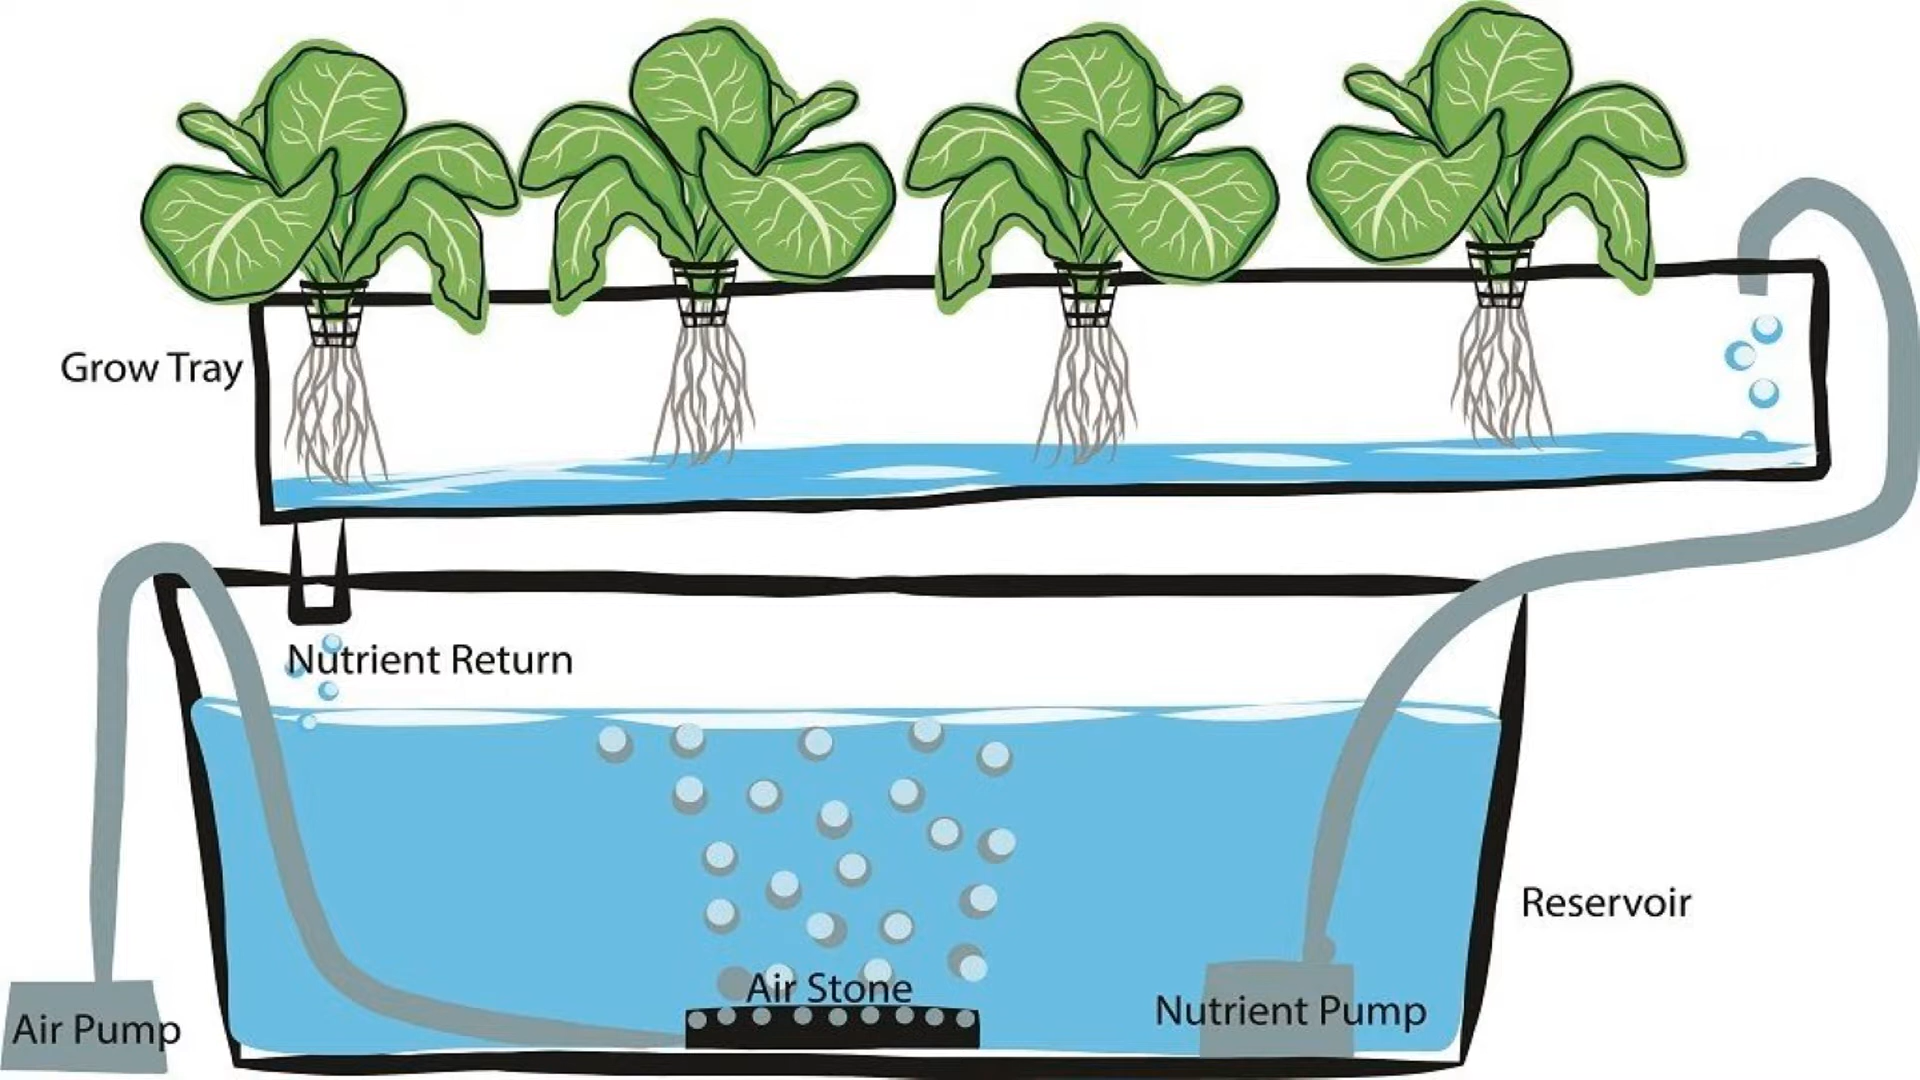 Grow Tray
Nutrient Return
Reservoir
Air Stone
Nutrient Pump
Air Pump